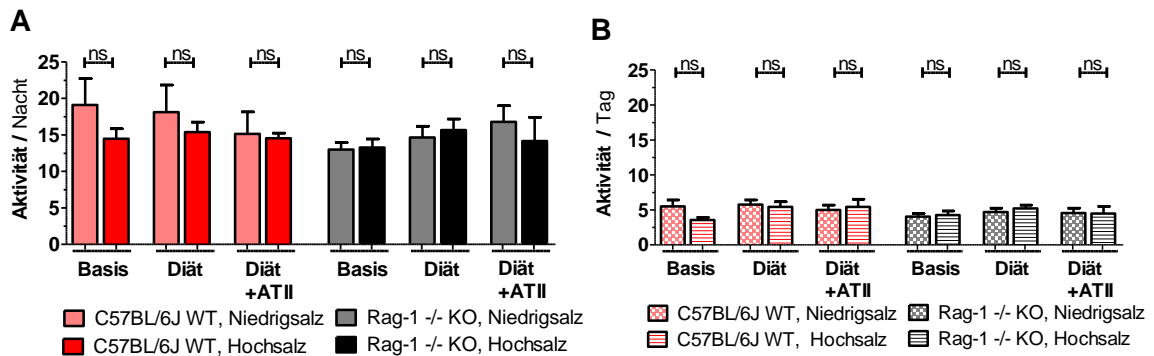 A
ns ns ns ns ns ns
Aktivität / Nacht
25
20
15
10
5
0
Basis Diät Diät +ATII Basis Diät Diät +ATII
C57BL/6J WT, Niedrigsalz
C57BL/6J WT, Hochsalz
Rag-1 -/- KO, Niedrigsalz
Rag-1 -/- KO, Hochsalz
B
ns ns ns ns ns ns
Aktivität / Tag
25
20
15
10
5
0
Basis Diät Diät +ATII Basis Diät Diät +ATII
C57BL/6J WT, Niedrigsalz
C57BL/6J WT, Hochsalz
Rag-1 -/- KO, Niedrigsalz
Rag-1 -/- KO, Hochsalz